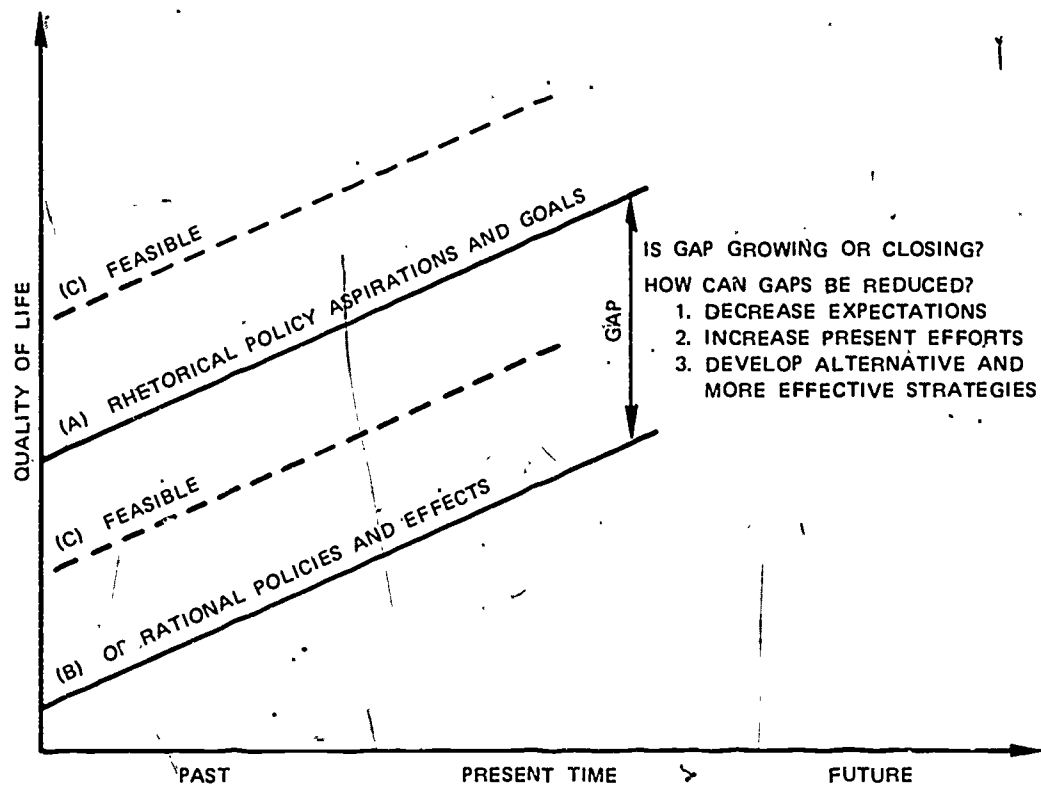 QUALITY OF LIFE
(C) FEASIBLE
(A) RHETORICAL POLICY ASPIRATIONS AND GOALS
(C) FEASIBLE
(B) RATIONAL POLICIES AND EFFECTS
GAP
IS GAP GROWING OR CLOSING?
HOW CAN GAPS BE REDUCED?
1. DECREASE EXPECTATIONS
2. INCREASE PRESENT EFFORTS
3. DEVELOP ALTERNATIVE AND
MORE EFFECTIVE STRATEGIES
PAST
PRESENT TIME
FUTURE